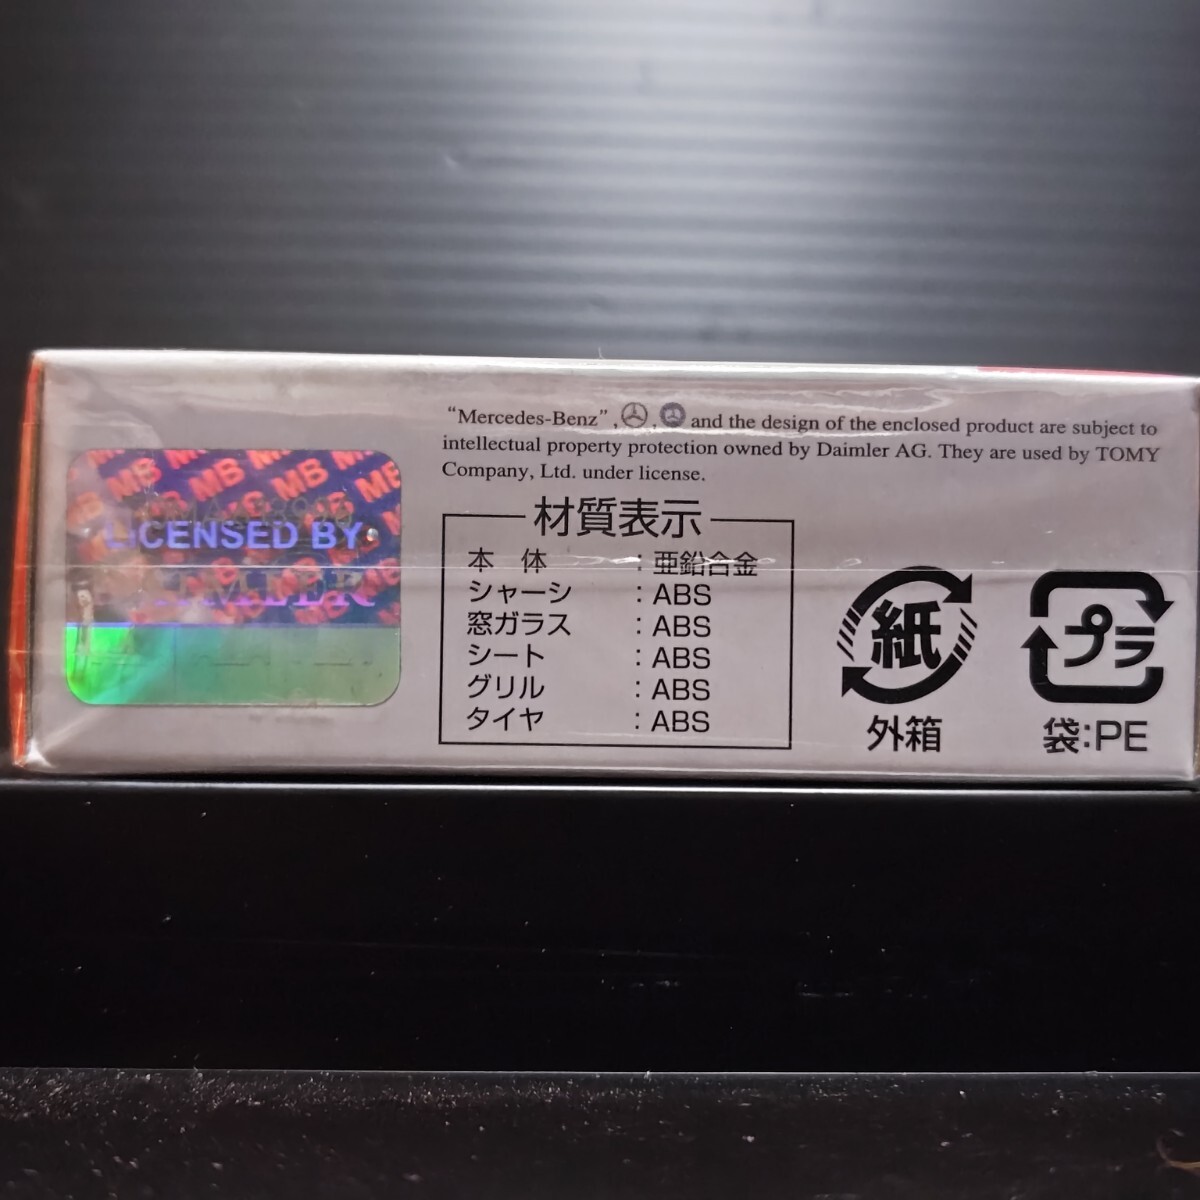 "Mercedes-Benz", , and the design of the enclosed product are subject to
intellectual property protection owned by Daimler AG. They are used by TOMY
Company, Ltd. under license.
MB MB MB MB
LICENSED BY
DAIMLER
材質表示
本 体 : 亜鉛合金
シャーシ : ABS
窓ガラス : ABS
シート : ABS
グリル : ABS
タイヤ : ABS
紙
外箱
プラ
袋:PE